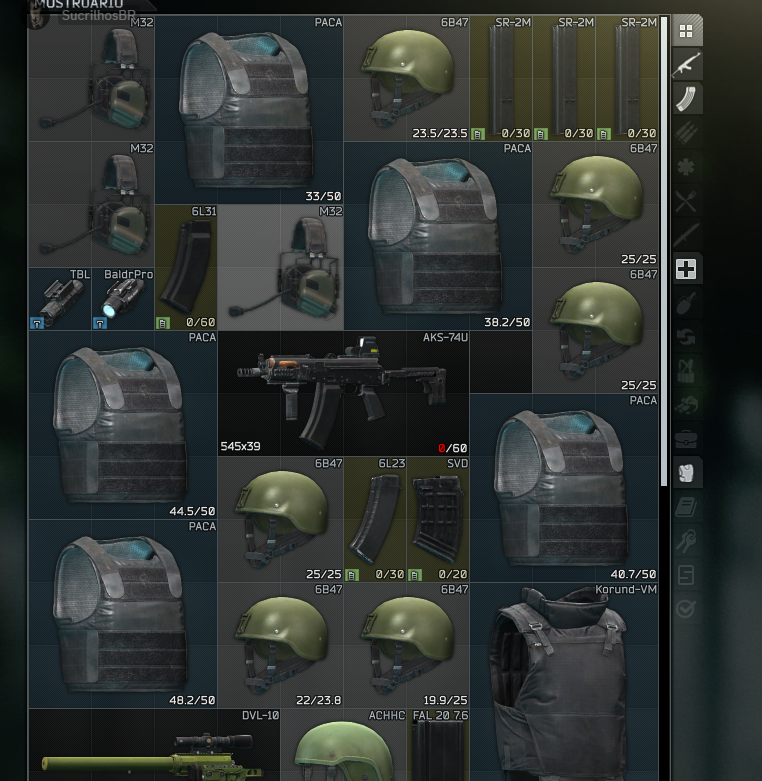 MOSTRUÁRIO
SucrilhosBR
M32
PACA
33/50
6B47
23.5/23.5
SR-2M
0/30
SR-2M
0/30
SR-2M
0/30
M32
6L31
0/60
M32
PACA
38.2/50
6B47
25/25
TBL
BaldrPro
6B47
25/25
PACA
44.5/50
AKS-74U
545x39
0/60
PACA
40.7/50
6B47
25/25
6L23
0/30
SVD
0/20
PACA
48.2/50
6B47
22/23.8
6B47
19.9/25
Korund-VM
DVL-10
ACHHC
FAL 20 7.6